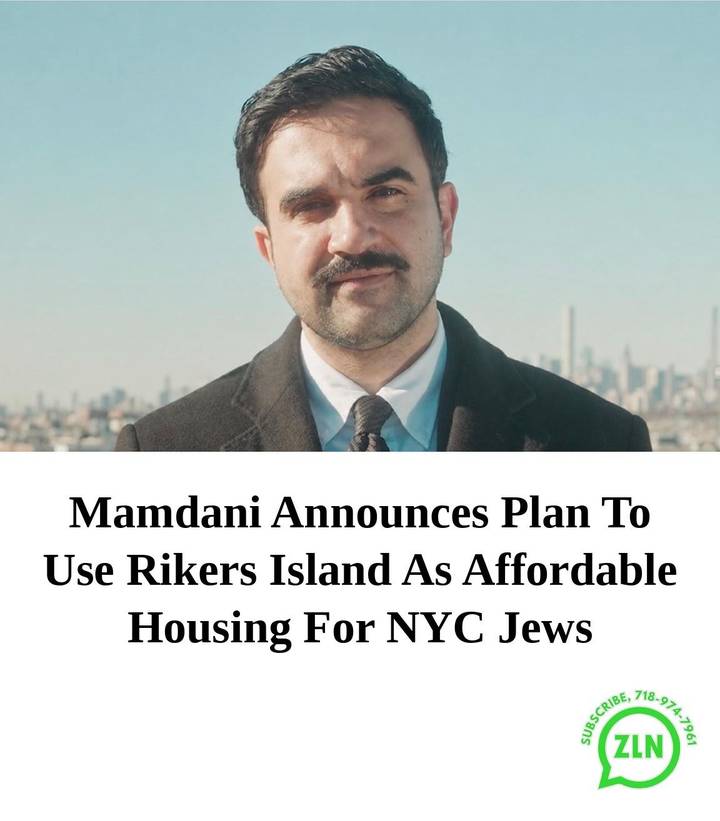 Mamdani Announces Plan To
Use Rikers Island As Affordable
Housing For NYC Jews
SUBSCRIBE, 718-974-7961
ZLN